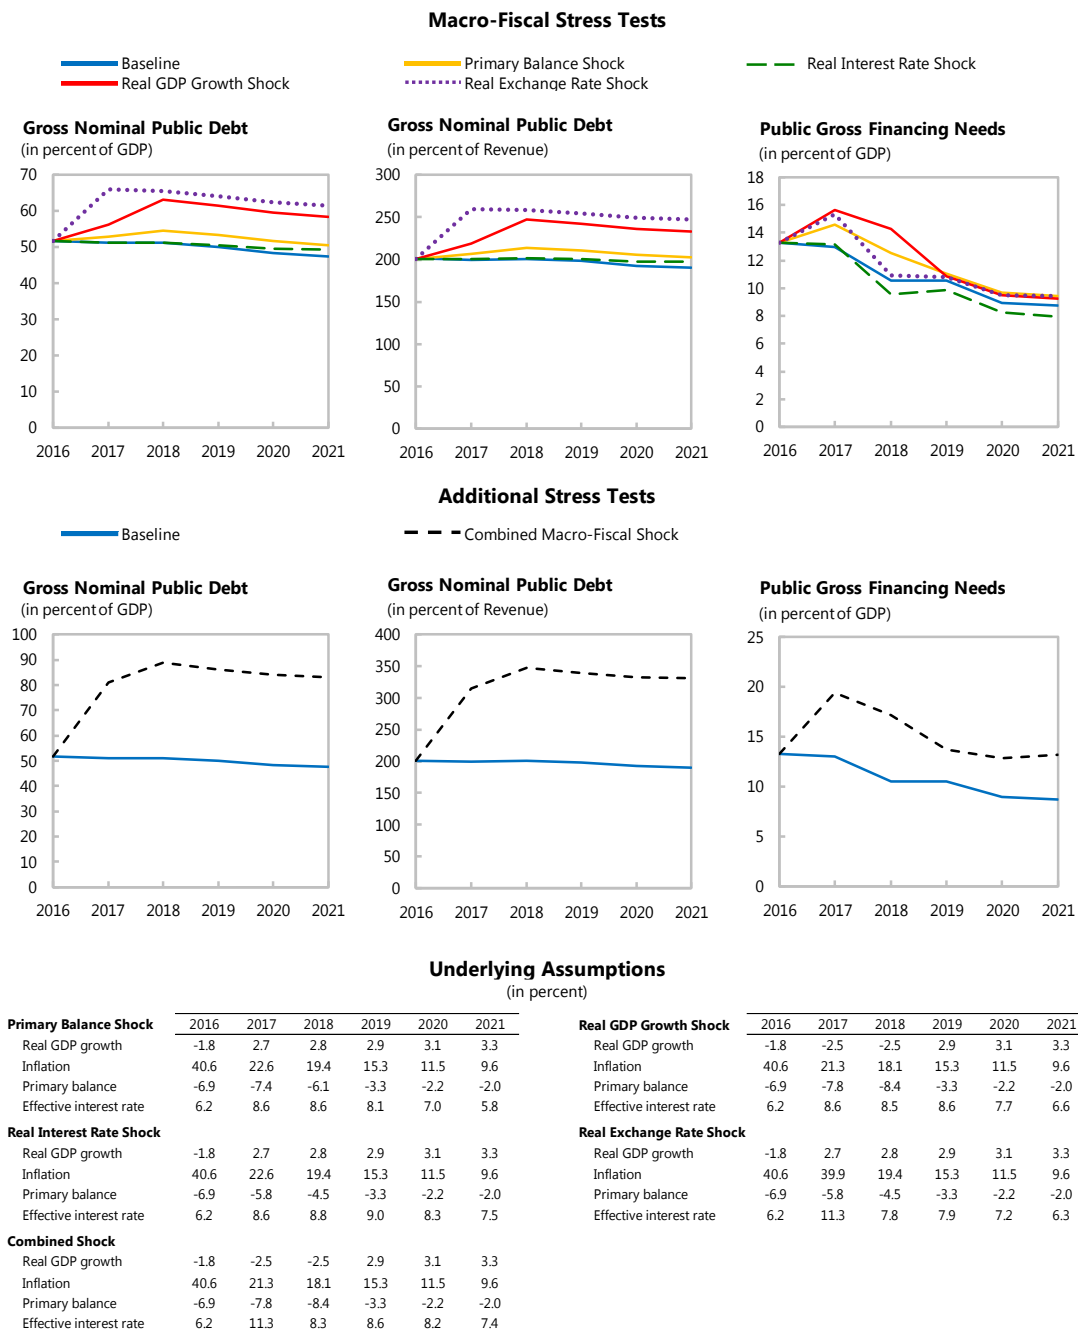 Macro-Fiscal Stress Tests
Baseline
Primary Balance Shock
Real Interest Rate Shock
Real GDP Growth Shock
Real Exchange Rate Shock
Gross Nominal Public Debt
(in percent of GDP)
70
60
50
40
30
20
10
0
2016 2017 2018 2019 2020 2021
Gross Nominal Public Debt
(in percent of Revenue)
300
250
200
150
100
50
0
2016 2017 2018 2019 2020 2021
Public Gross Financing Needs
(in percent of GDP)
18
16
14
12
10
8
6
4
2
0
2016 2017 2018 2019 2020 2021
Additional Stress Tests
Baseline
Combined Macro-Fiscal Shock
Gross Nominal Public Debt
(in percent of GDP)
100
90
80
70
60
50
40
30
20
10
0
2016 2017 2018 2019 2020 2021
Gross Nominal Public Debt
(in percent of Revenue)
400
350
300
250
200
150
100
50
0
2016 2017 2018 2019 2020 2021
Public Gross Financing Needs
(in percent of GDP)
25
20
15
10
5
0
2016 2017 2018 2019 2020 2021
Underlying Assumptions
(in percent)
Primary Balance Shock 2016 2017 2018 2019 2020 2021
Real GDP growth -1.8 2.7 2.8 2.9 3.1 3.3
Inflation 40.6 22.6 19.4 15.3 11.5 9.6
Primary balance -6.9 -7.4 -6.1 -3.3 -2.2 -2.0
Effective interest rate 6.2 8.6 8.6 8.1 7.0 5.8
Real Interest Rate Shock
Real GDP growth -1.8 2.7 2.8 2.9 3.1 3.3
Inflation 40.6 22.6 19.4 15.3 11.5 9.6
Primary balance -6.9 -5.8 -4.5 -3.3 -2.2 -2.0
Effective interest rate 6.2 8.6 8.8 9.0 8.3 7.5
Combined Shock
Real GDP growth -1.8 -2.5 -2.5 2.9 3.1 3.3
Inflation 40.6 21.3 18.1 15.3 11.5 9.6
Primary balance -6.9 -7.8 -8.4 -3.3 -2.2 -2.0
Effective interest rate 6.2 11.3 8.3 8.6 8.2 7.4
Real GDP Growth Shock 2016 2017 2018 2019 2020 2021
Real GDP growth -1.8 -2.5 -2.5 2.9 3.1 3.3
Inflation 40.6 21.3 18.1 15.3 11.5 9.6
Primary balance -6.9 -7.8 -8.4 -3.3 -2.2 -2.0
Effective interest rate 6.2 8.6 8.5 8.6 7.7 6.6
Real Exchange Rate Shock
Real GDP growth -1.8 2.7 2.8 2.9 3.1 3.3
Inflation 40.6 39.9 19.4 15.3 11.5 9.6
Primary balance -6.9 -5.8 -4.5 -3.3 -2.2 -2.0
Effective interest rate 6.2 11.3 7.8 7.9 7.2 6.3